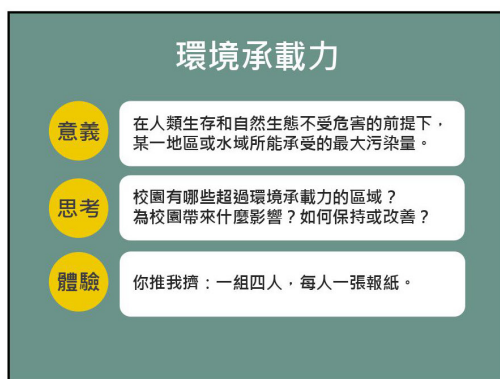 環境承載力
意義
在人類生存和自然生態不受危害的前提下，
某一地區或水域所能承受的最大污染量。
思考
校園有哪些超過環境承載力的區域？
為校園帶來什麼影響？如何保持或改善？
體驗
你推我擠：一組四人，每人一張報紙。